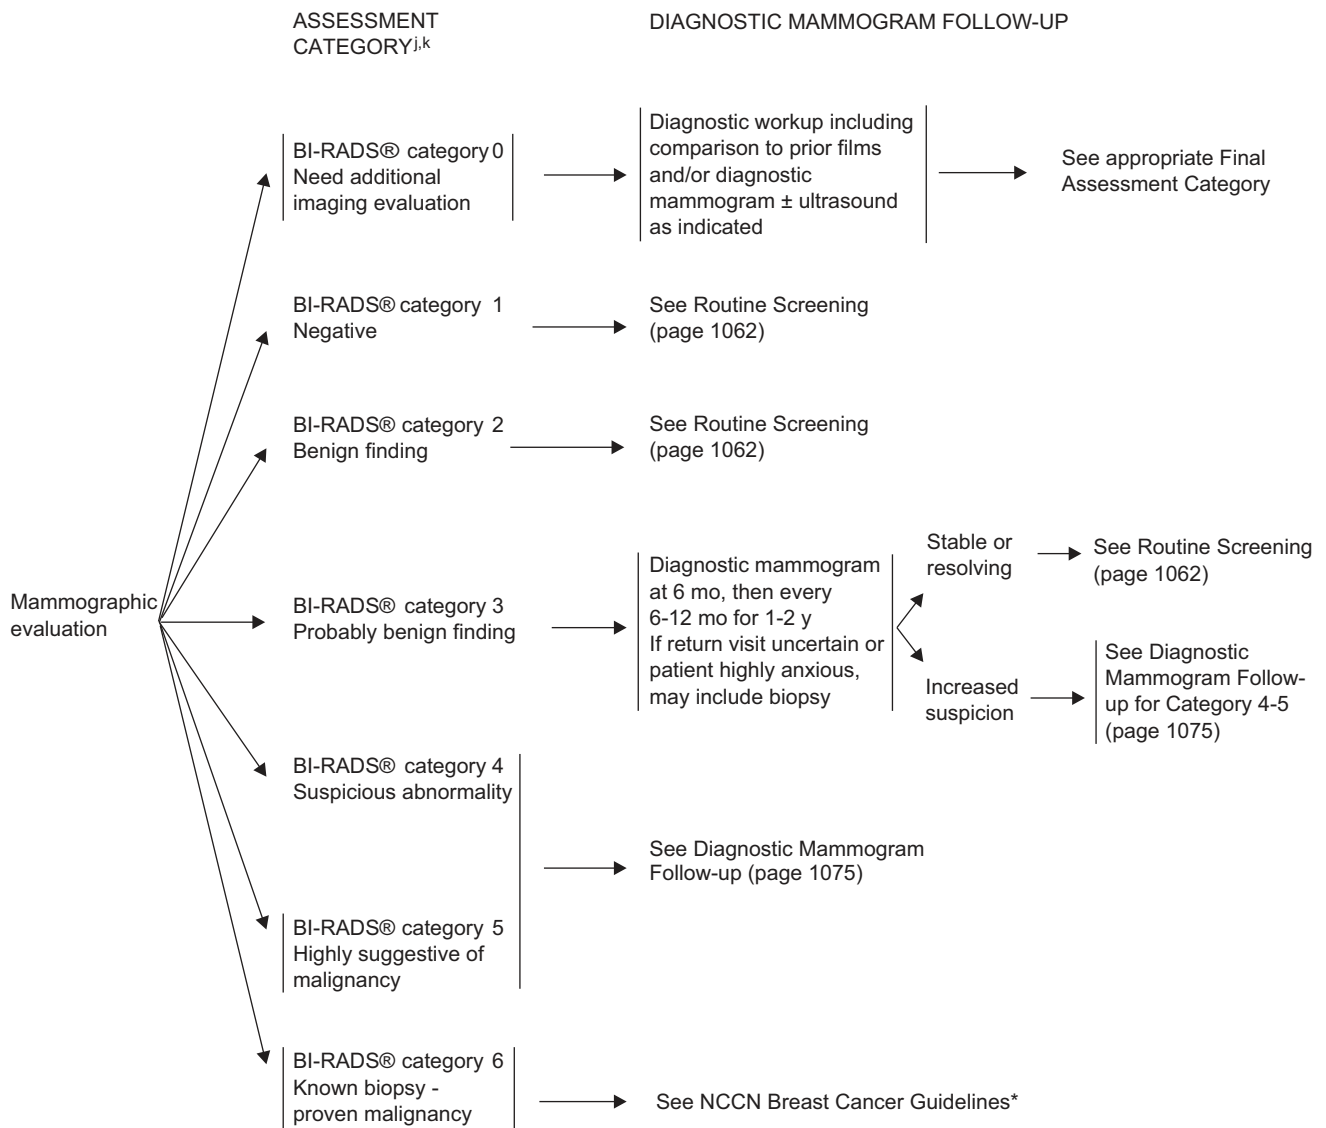 ASSESSMENT
CATEGORYj,k
DIAGNOSTIC MAMMOGRAM FOLLOW-UP
BI-RADS® category 0
Need additional
imaging evaluation
Diagnostic workup including
comparison to prior films
and/or diagnostic
mammogram ± ultrasound
as indicated
See appropriate Final
Assessment Category
BI-RADS® category 1
Negative
See Routine Screening
(page 1062)
BI-RADS® category 2
Benign finding
See Routine Screening
(page 1062)
Mammographic
evaluation
BI-RADS® category 3
Probably benign finding
Diagnostic mammogram
at 6 mo, then every
6-12 mo for 1-2 y
If return visit uncertain or
patient highly anxious,
may include biopsy
Stable or
resolving
See Routine Screening
(page 1062)
Increased
suspicion
See Diagnostic
Mammogram Follow-
up for Category 4-5
(page 1075)
BI-RADS® category 4
Suspicious abnormality
BI-RADS® category 5
Highly suggestive of
malignancy
See Diagnostic Mammogram
Follow-up (page 1075)
BI-RADS® category 6
Known biopsy -
proven malignancy
See NCCN Breast Cancer Guidelines*